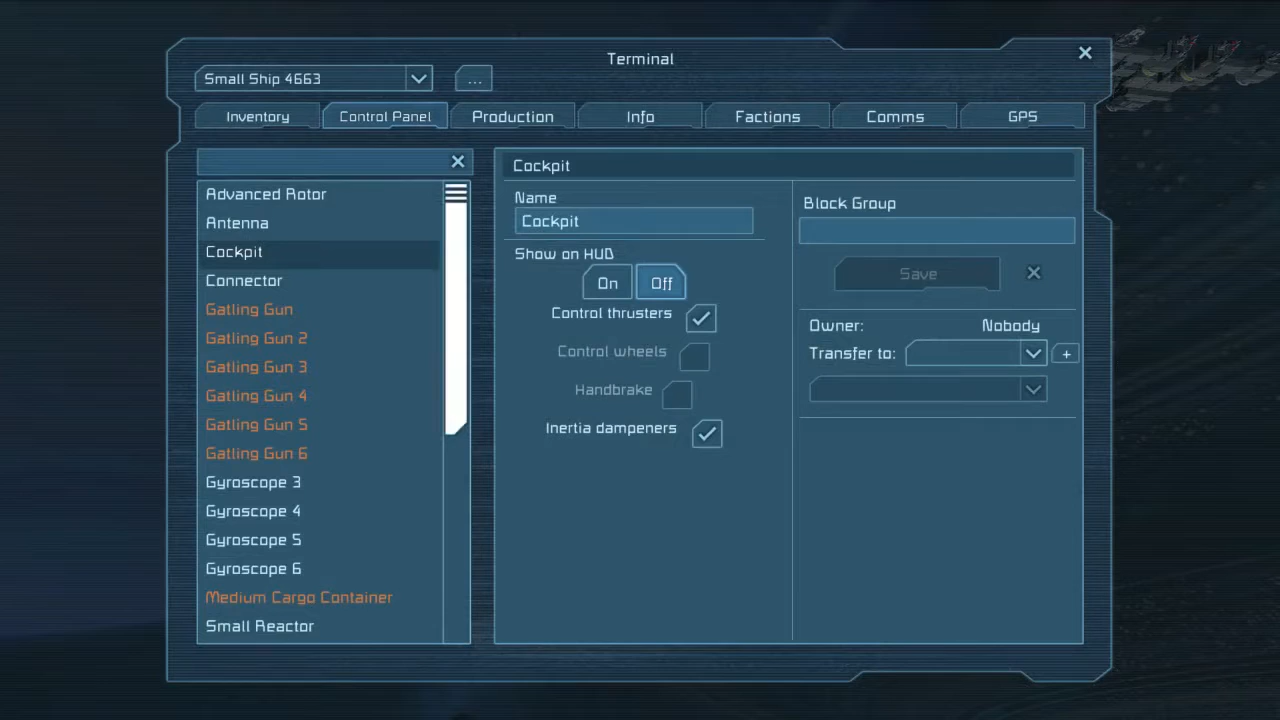 Terminal
Small Ship 4663
...
Inventory
Control Panel
Production
Info
Factions
Comms
GPS
Advanced Rotor
Antenna
Cockpit
Connector
Gatling Gun
Gatling Gun 2
Gatling Gun 3
Gatling Gun 4
Gatling Gun 5
Gatling Gun 6
Gyroscope 3
Gyroscope 4
Gyroscope 5
Gyroscope 6
Medium Cargo Container
Small Reactor
Cockpit
Name
Cockpit
Show on HUD
On Off
Control thrusters
Control wheels
Handbrake
Inertia dampeners
Block Group
Save
Owner: Nobody
Transfer to:
+